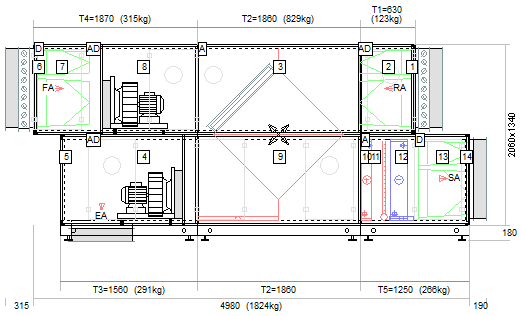 T1=630
T4=1870 (315kg) T2=1860 (829kg) (123kg)
D AD A AD
6 7 8 3 2 1
FA RA
AD A D
5 4 9 10 11 12 13 14
SA
EA
2060x1340
180
T3=1560 (291kg) T2=1860 T5=1250 (266kg)
315 4980 (1824kg) 190